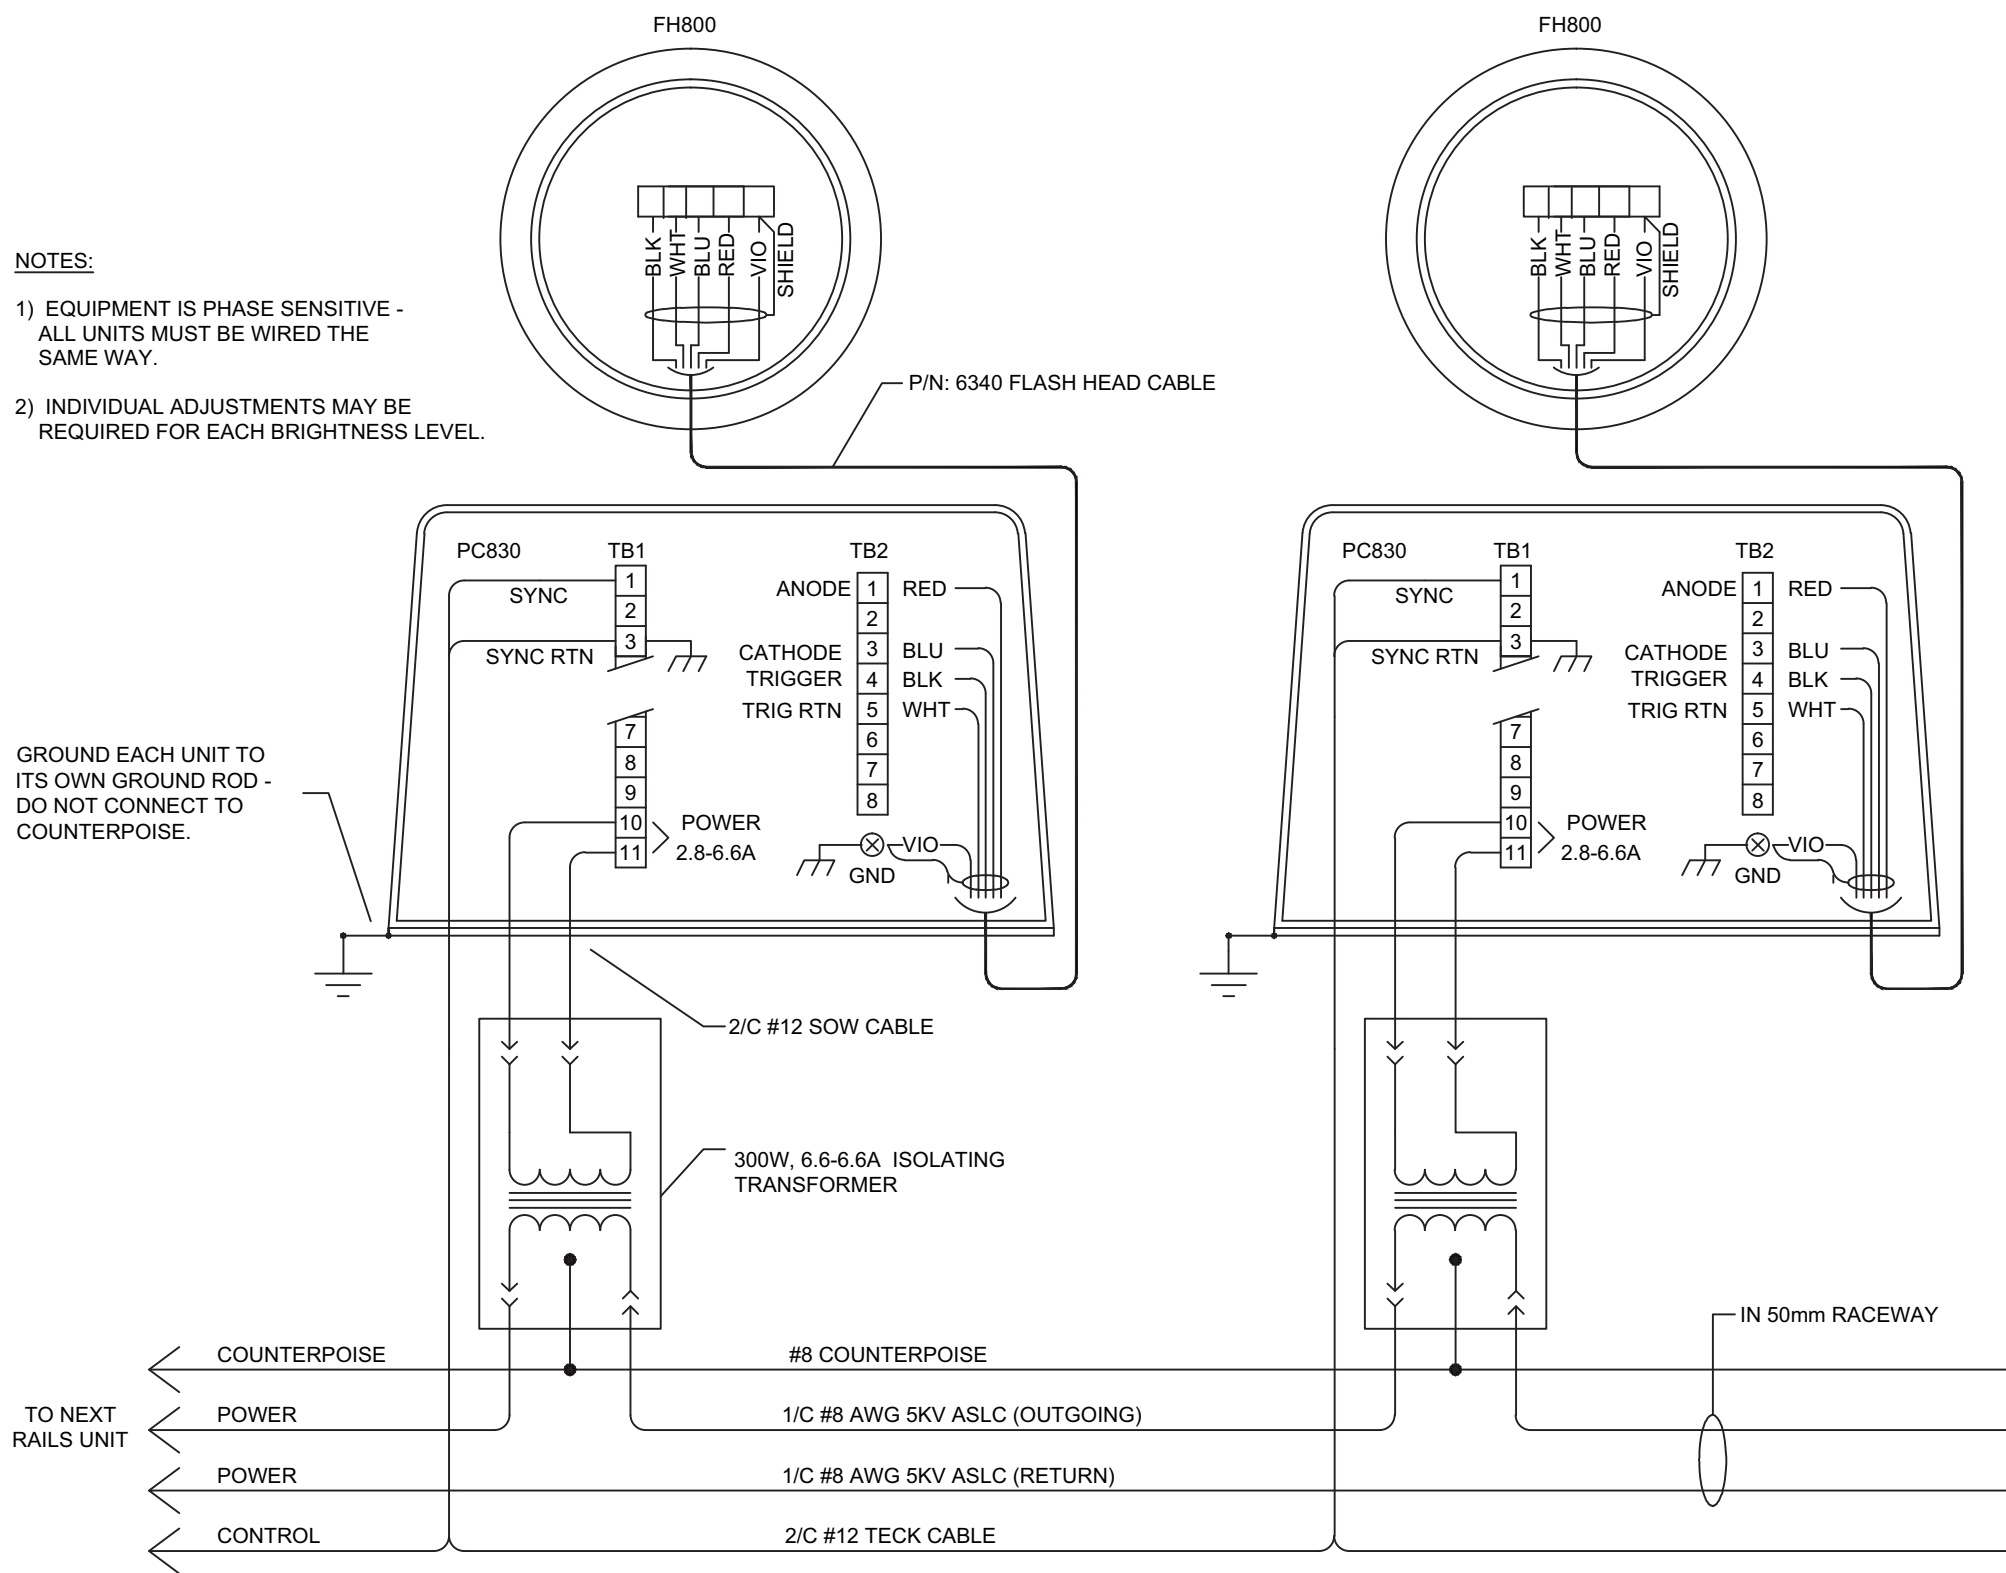 FH800
FH800
BLK
WHT
BLU
RED
VIO
SHIELD
BLK
WHT
BLU
RED
VIO
SHIELD
NOTES:
1) EQUIPMENT IS PHASE SENSITIVE -
ALL UNITS MUST BE WIRED THE
SAME WAY.
2) INDIVIDUAL ADJUSTMENTS MAY BE
REQUIRED FOR EACH BRIGHTNESS LEVEL.
P/N: 6340 FLASH HEAD CABLE
GROUND EACH UNIT TO
ITS OWN GROUND ROD -
DO NOT CONNECT TO
COUNTERPOISE.
PC830
TB1
1
2
3
7
8
9
10
11
SYNC
SYNC RTN
POWER
2.8-6.6A
TB2
ANODE 1 RED
2
CATHODE 3 BLU
TRIGGER 4 BLK
TRIG RTN 5 WHT
6
7
8
VIO
GND
PC830
TB1
1
2
3
7
8
9
10
11
SYNC
SYNC RTN
POWER
2.8-6.6A
TB2
ANODE 1 RED
2
CATHODE 3 BLU
TRIGGER 4 BLK
TRIG RTN 5 WHT
6
7
8
VIO
GND
2/C #12 SOW CABLE
300W, 6.6-6.6A ISOLATING
TRANSFORMER
IN 50mm RACEWAY
TO NEXT
RAILS UNIT
COUNTERPOISE
#8 COUNTERPOISE
POWER
1/C #8 AWG 5KV ASLC (OUTGOING)
POWER
1/C #8 AWG 5KV ASLC (RETURN)
CONTROL
2/C #12 TECK CABLE